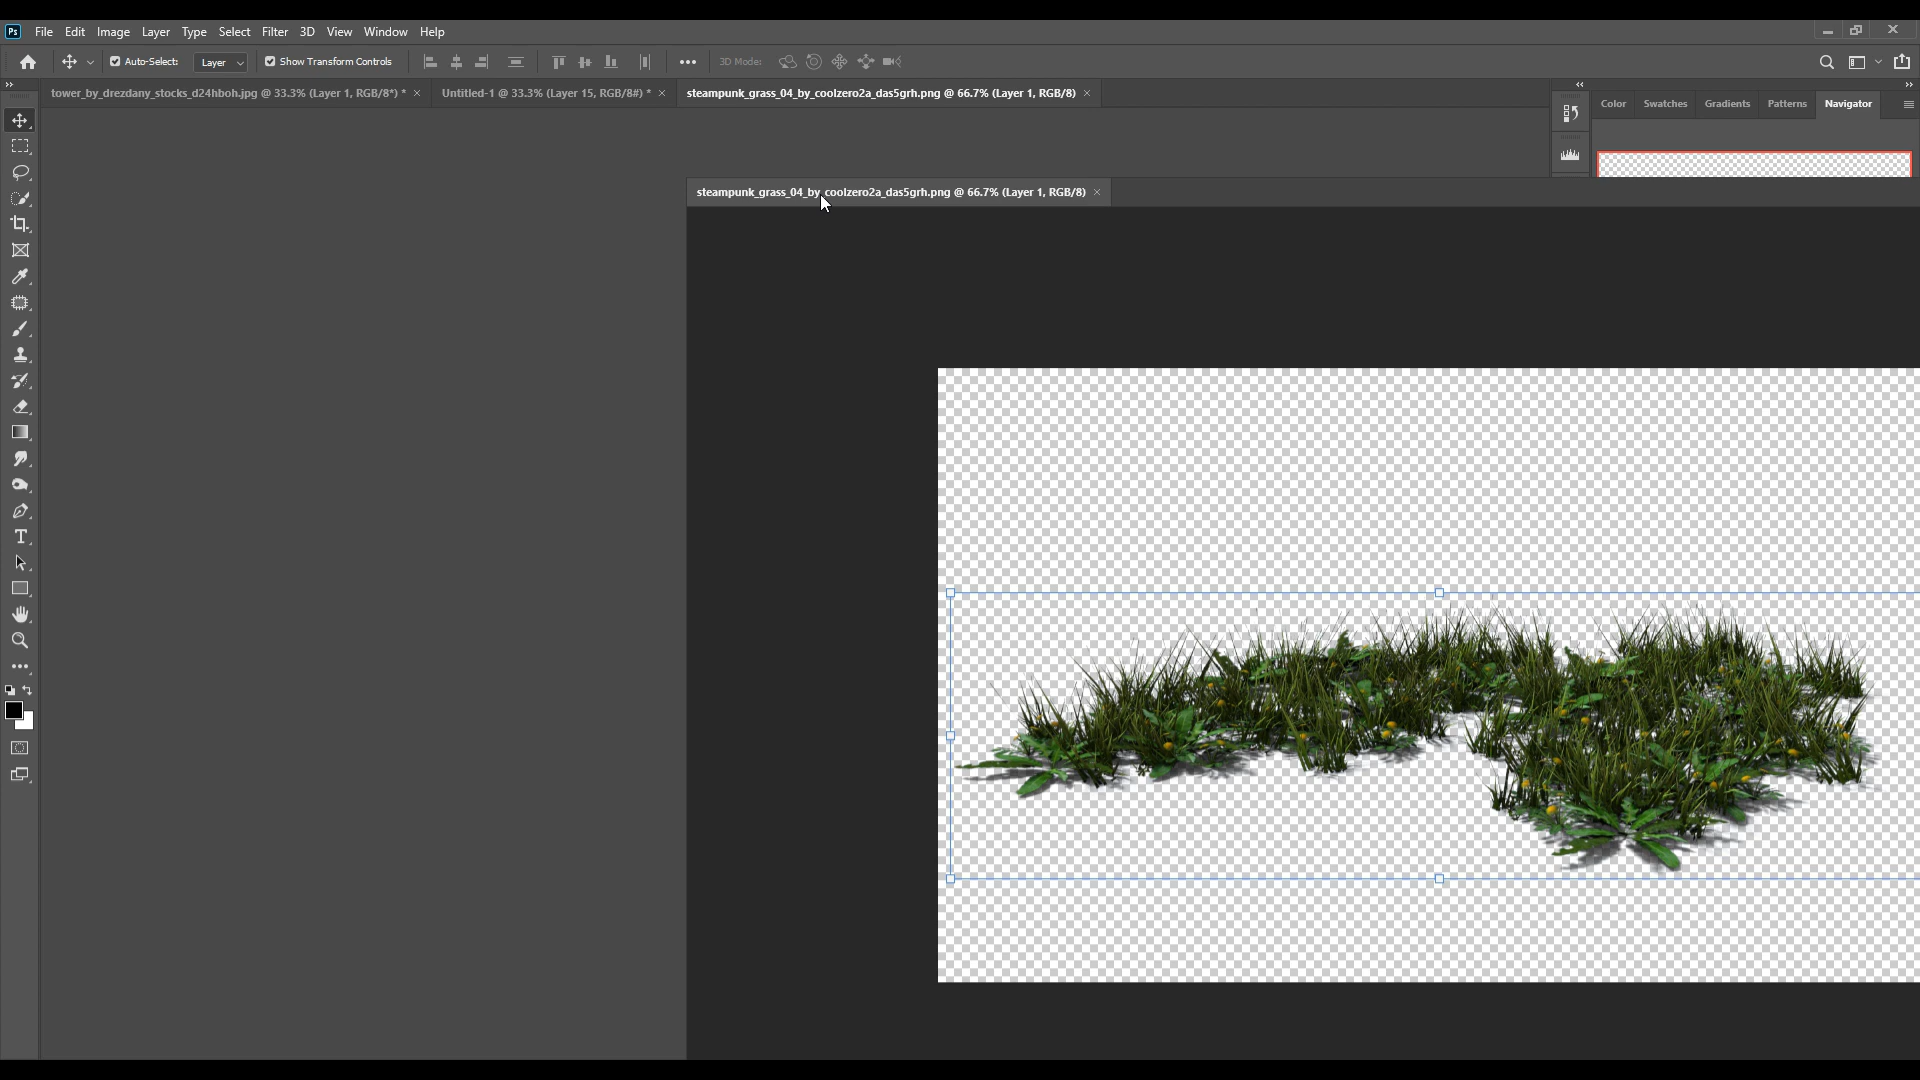 Ps File Edit Image Layer Type Select Filter 3D View Window Help
Auto-Select: Layer Show Transform Controls 3D Mode:
tower_by_drezdany_stocks_d24hboh.jpg @ 33.3% (Layer 1, RGB/8*) * Untitled-1 @ 33.3% (Layer 15, RGB/8#) * steampunk_grass_04_by_coolzero2a_das5grh.png @ 66.7% (Layer 1, RGB/8)
Color Swatches Gradients Patterns Navigator
steampunk_grass_04_by_coolzero2a_das5grh.png @ 66.7% (Layer 1, RGB/8)